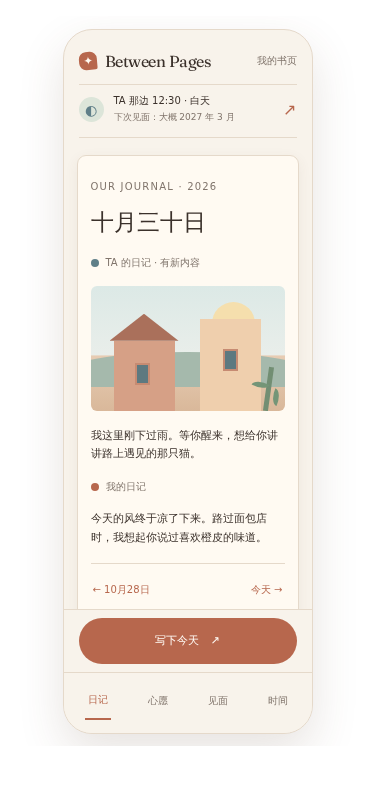 Between Pages
我的书页
TA 那边 12:30 · 白天
下次见面：大概 2027 年 3 月
↗
OUR JOURNAL · 2026
十月三十日
TA 的日记 · 有新内容
我这里刚下过雨。等你醒来，想给你讲
讲路上遇见的那只猫。
我的日记
今天的风终于凉了下来。路过面包店
时，我想起你说过喜欢橙皮的味道。
← 10月28日
今天 →
写下今天 ↗
日记
心愿
见面
时间